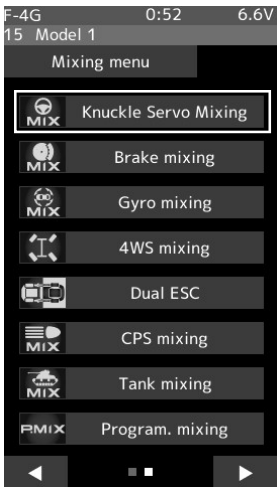 F-4G 0:52 6.6V
15 Model 1
Mixing menu
MIX Knuckle Servo Mixing
MIX Brake mixing
MIX Gyro mixing
4WS mixing
Dual ESC
MIX CPS mixing
MIX Tank mixing
PMIX Program. mixing